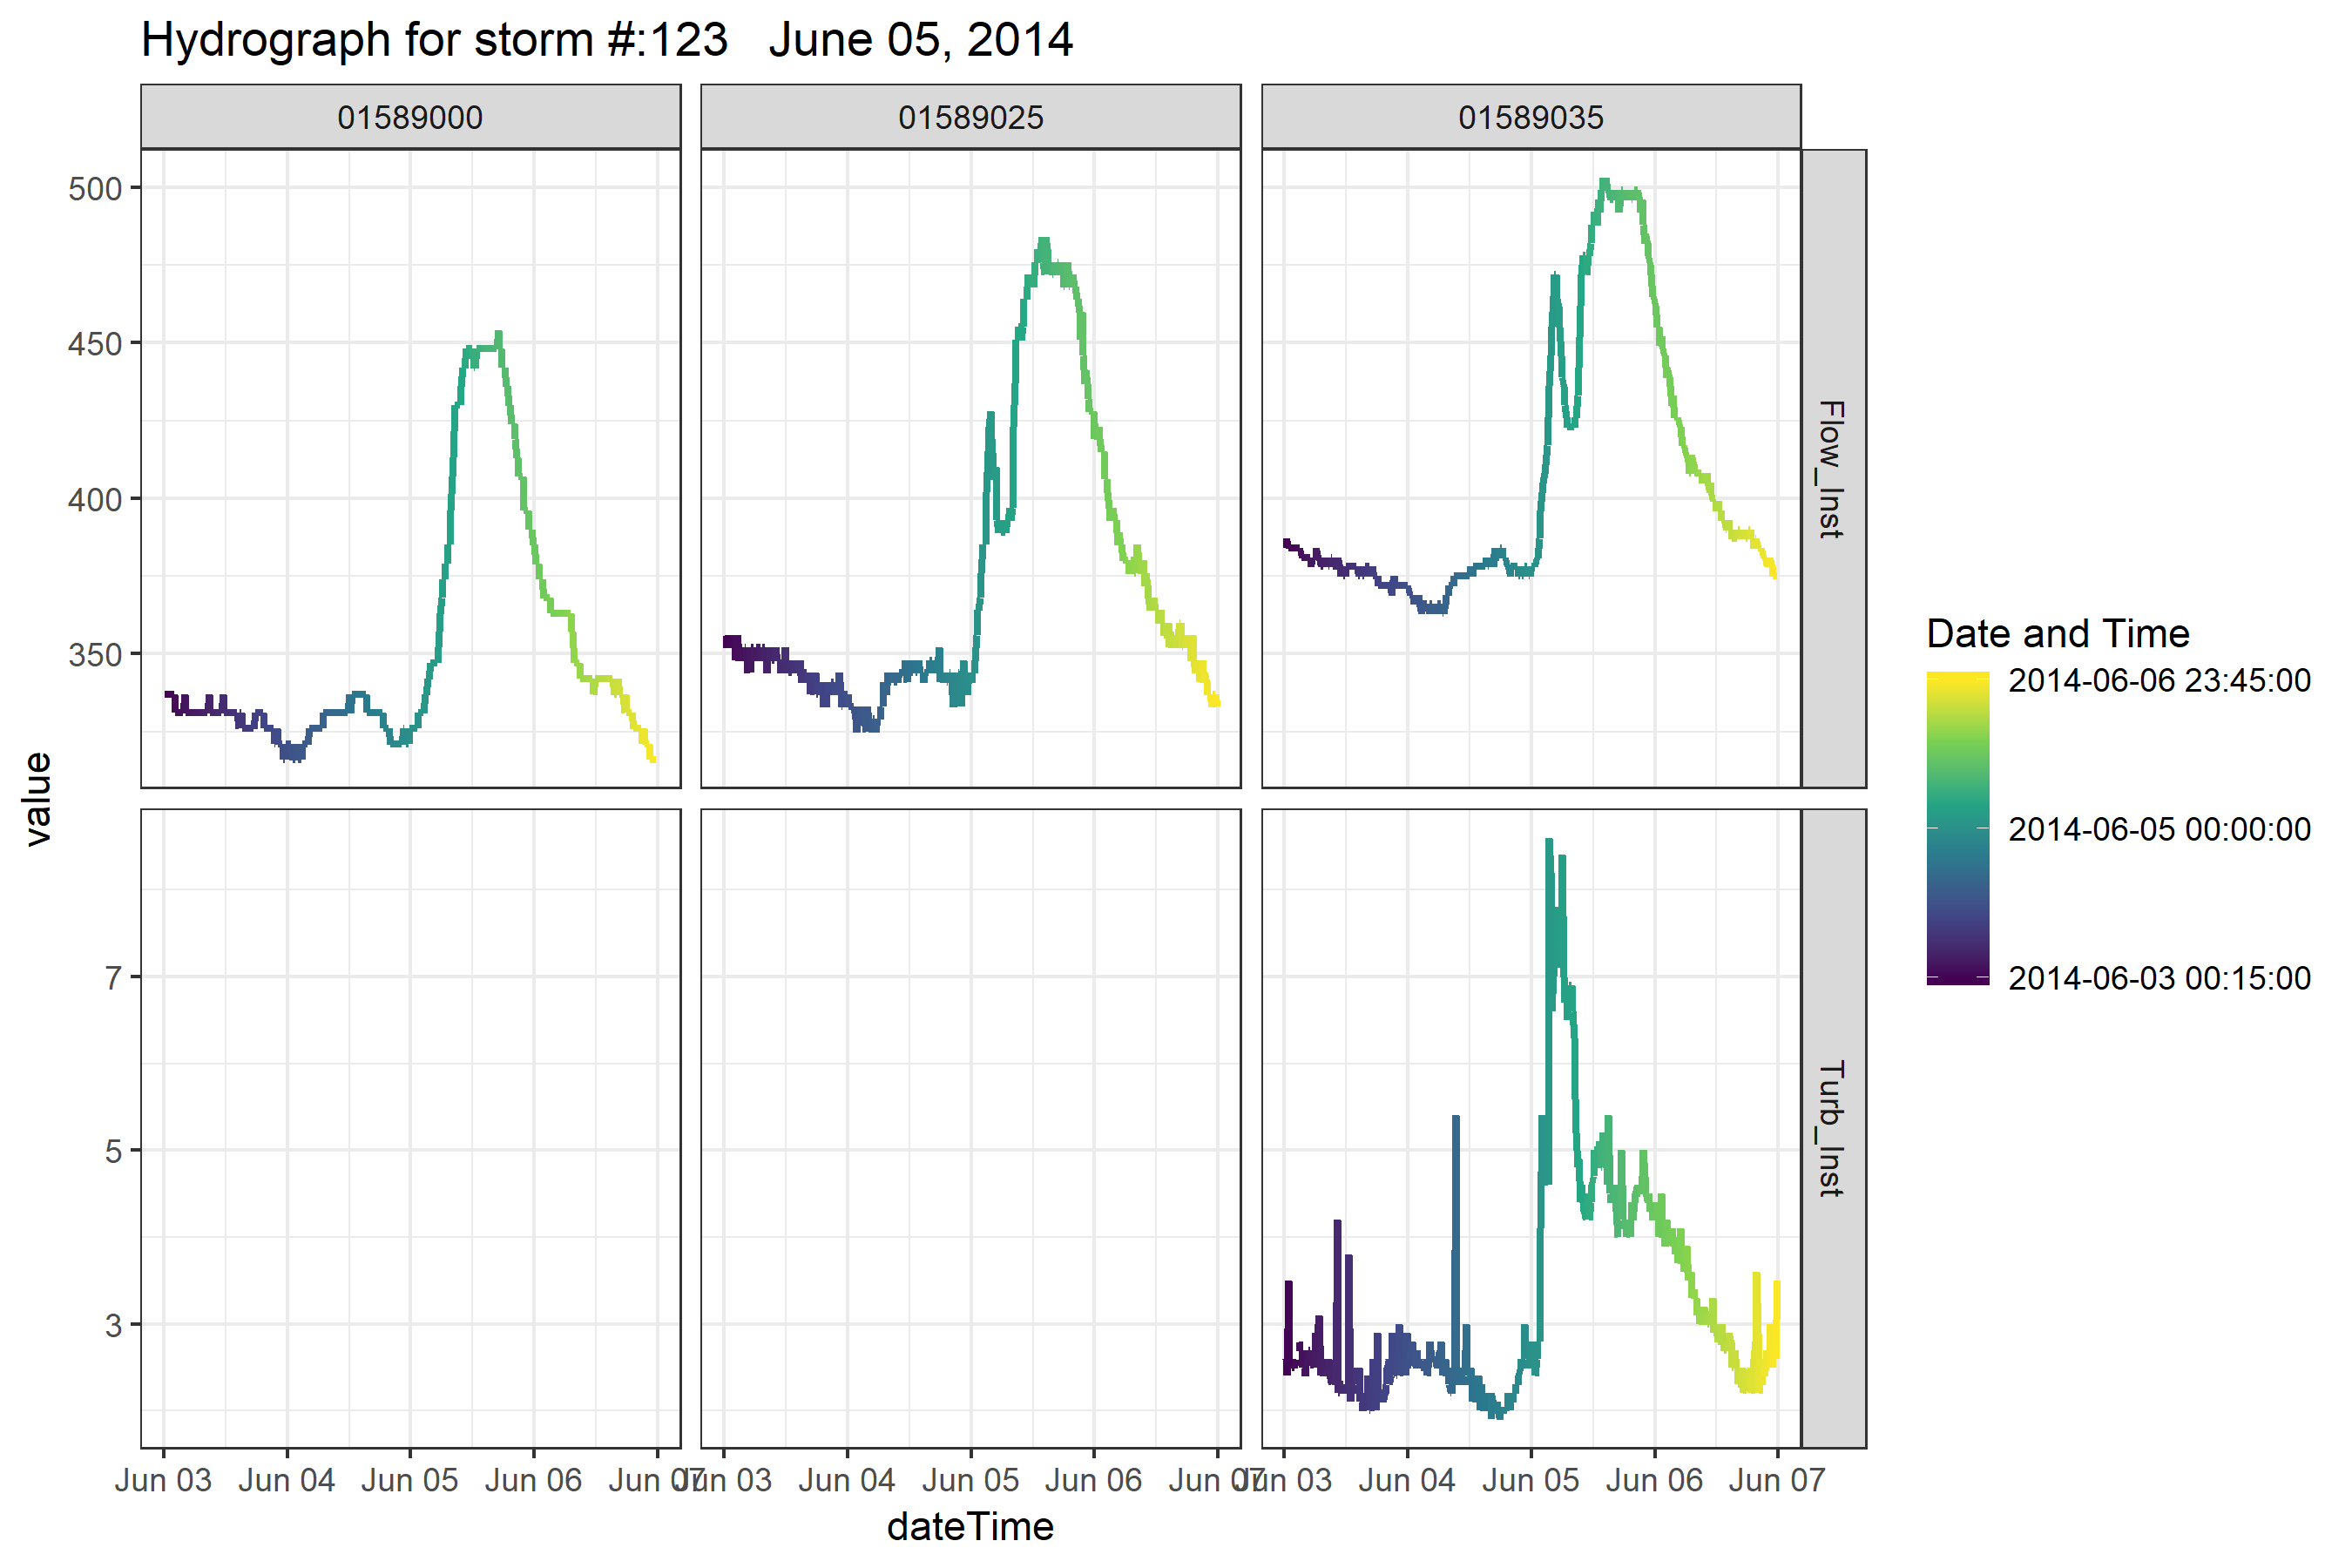 Hydrograph for storm #:123   June 05, 2014
01589000
01589025
01589035
500
450
400
350
Flow_Inst
value
7
5
3
Turb_Inst
Jun 03 Jun 04 Jun 05 Jun 06 Jun 07
Jun 03 Jun 04 Jun 05 Jun 06 Jun 07
Jun 03 Jun 04 Jun 05 Jun 06 Jun 07
dateTime
Date and Time
2014-06-06 23:45:00
2014-06-05 00:00:00
2014-06-03 00:15:00